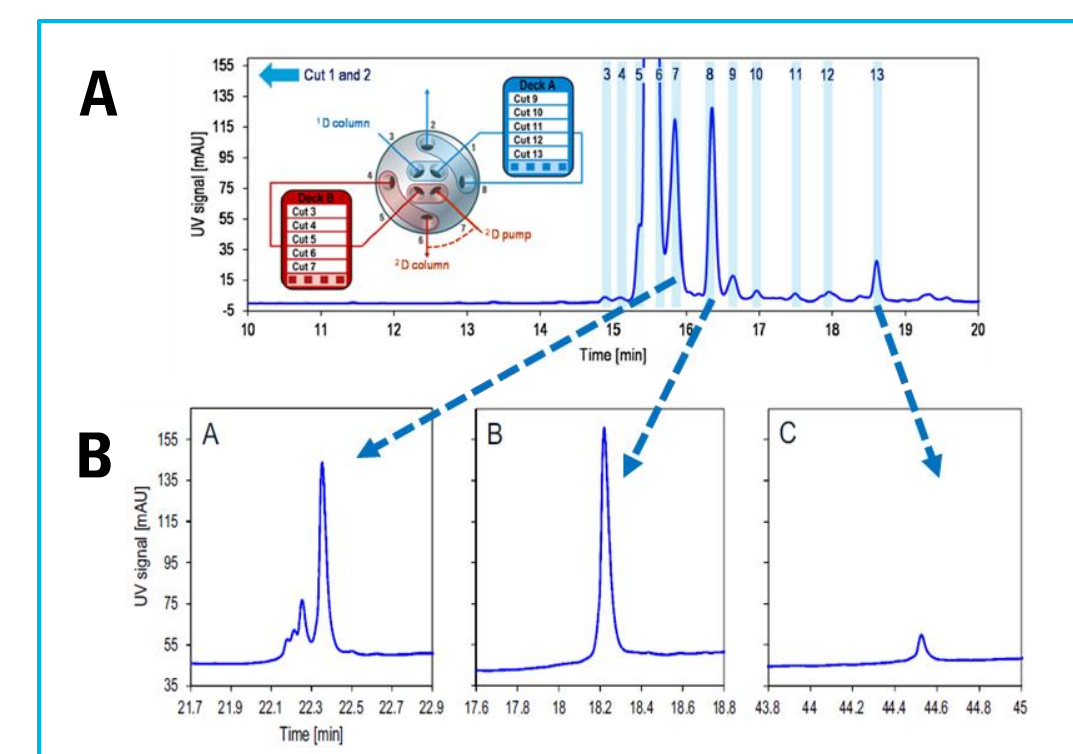 A
Cut 1 and 2
3 4 5 6 7 8 9 10 11 12 13
155
135
115
95
75
55
35
15
-5
UV signal [mAU]
Deck A
Cut 9
Cut 10
Cut 11
Cut 12
Cut 13
¹D column
3
2
1
4
8
5
6
7
Deck B
Cut 3
Cut 4
Cut 5
Cut 6
Cut 7
²D pump
²D column
10 11 12 13 14 15 16 17 18 19 20
Time [min]
B
A
B
C
155
135
115
95
75
55
35
UV signal [mAU]
21.7 21.9 22.1 22.3 22.5 22.7 22.9
17.6 17.8 18 18.2 18.4 18.6 18.8
43.8 44 44.2 44.4 44.6 44.8 45
Time [min]